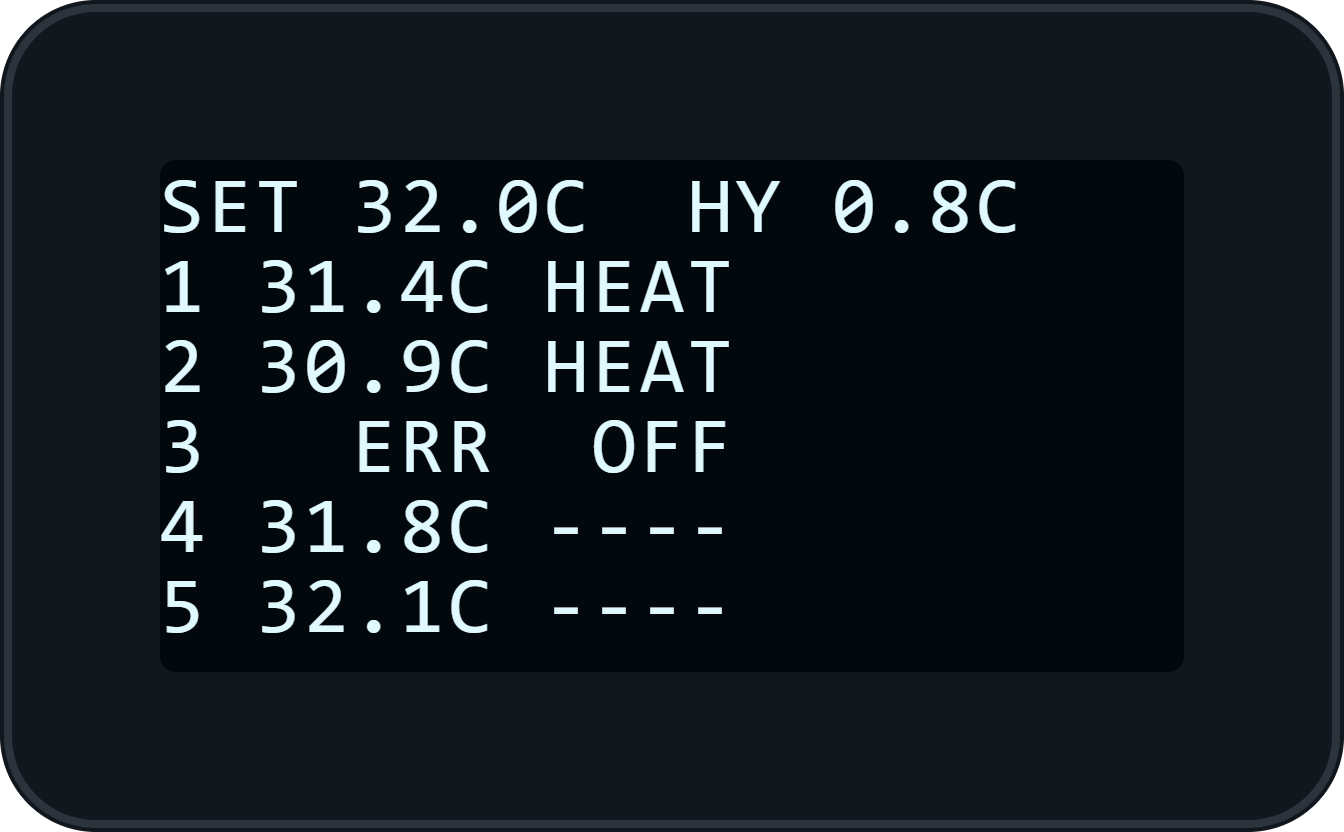 SET 32.0C  HY 0.8C
1 31.4C HEAT
2 30.9C HEAT
3   ERR  OFF
4 31.8C ----
5 32.1C ----